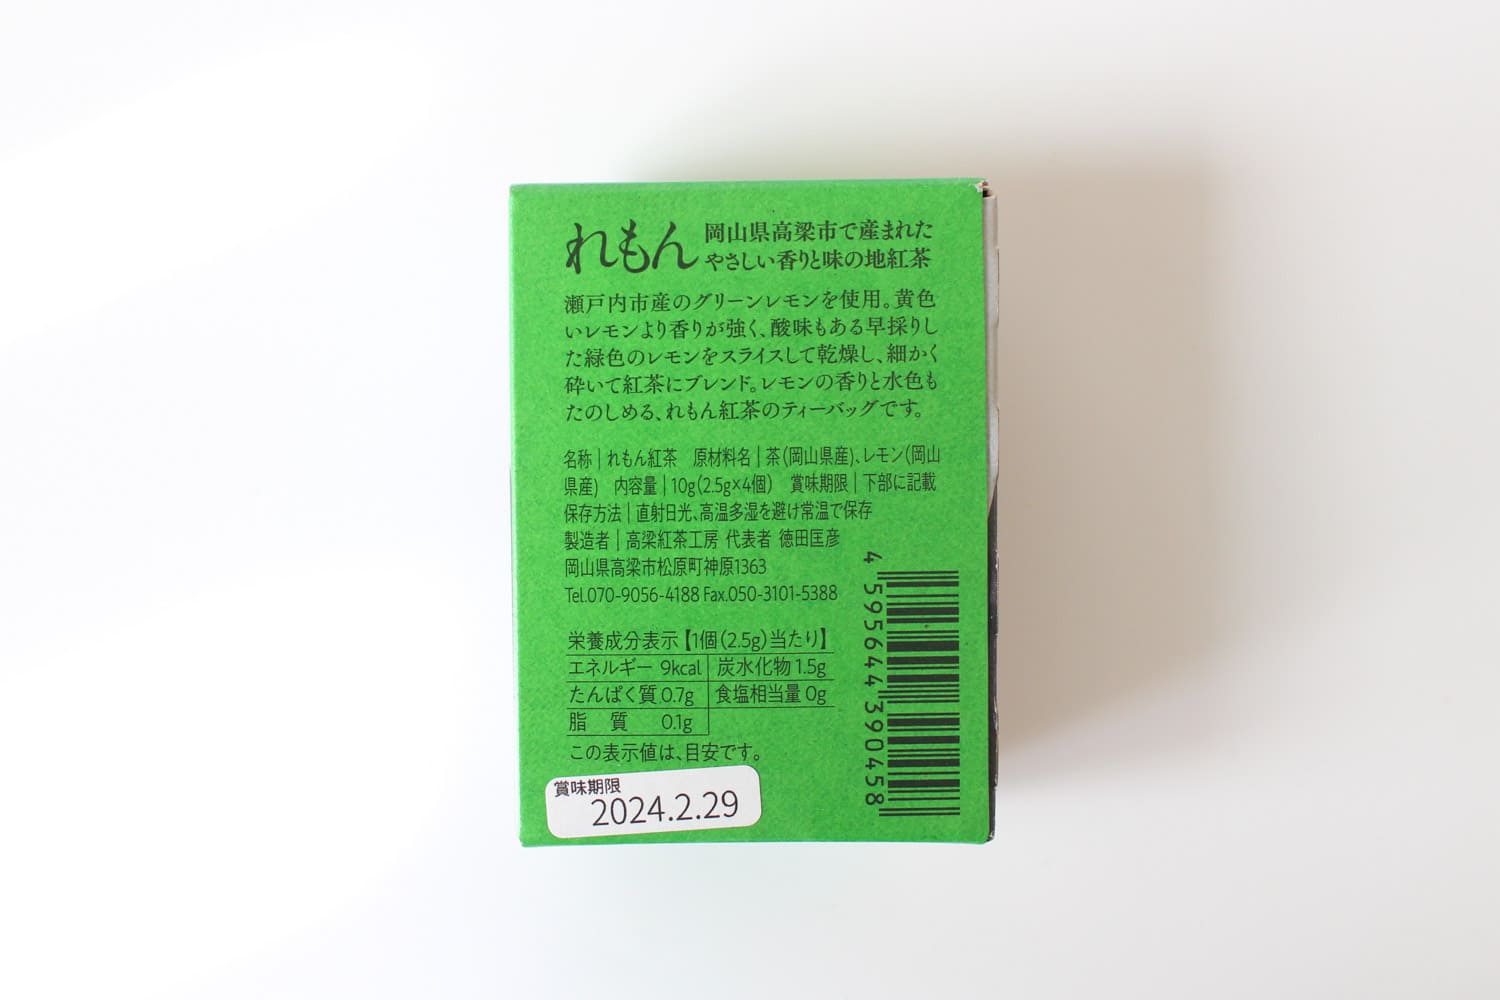 れもん
岡山県高梁市で産まれた
やさしい香りと味の地紅茶
瀬戸内市産のグリーンレモンを使用。黄色
いレモンより香りが強く、酸味もある早採りし
た緑色のレモンをスライスして乾燥し、細かく
砕いて紅茶にブレンド。レモンの香りと水色も
たのしめる、れもん紅茶のティーバッグです。
名称|れもん紅茶 原材料名|茶(岡山県産)、レモン(岡山
県産) 内容量|10g(2.5g×4個) 賞味期限|下部に記載
保存方法|直射日光、高温多湿を避け常温で保存
製造者|高梁紅茶工房 代表者 徳田匡彦
岡山県高梁市松原町神原1363
Tel.070-9056-4188 Fax.050-3101-5388
栄養成分表示【1個(2.5g)当たり】
エネルギー 9kcal 炭水化物 1.5g
たんぱく質 0.7g 食塩相当量 0g
脂 質 0.1g
この表示値は、目安です。
賞味期限
2024.2.29
4 595644 390458